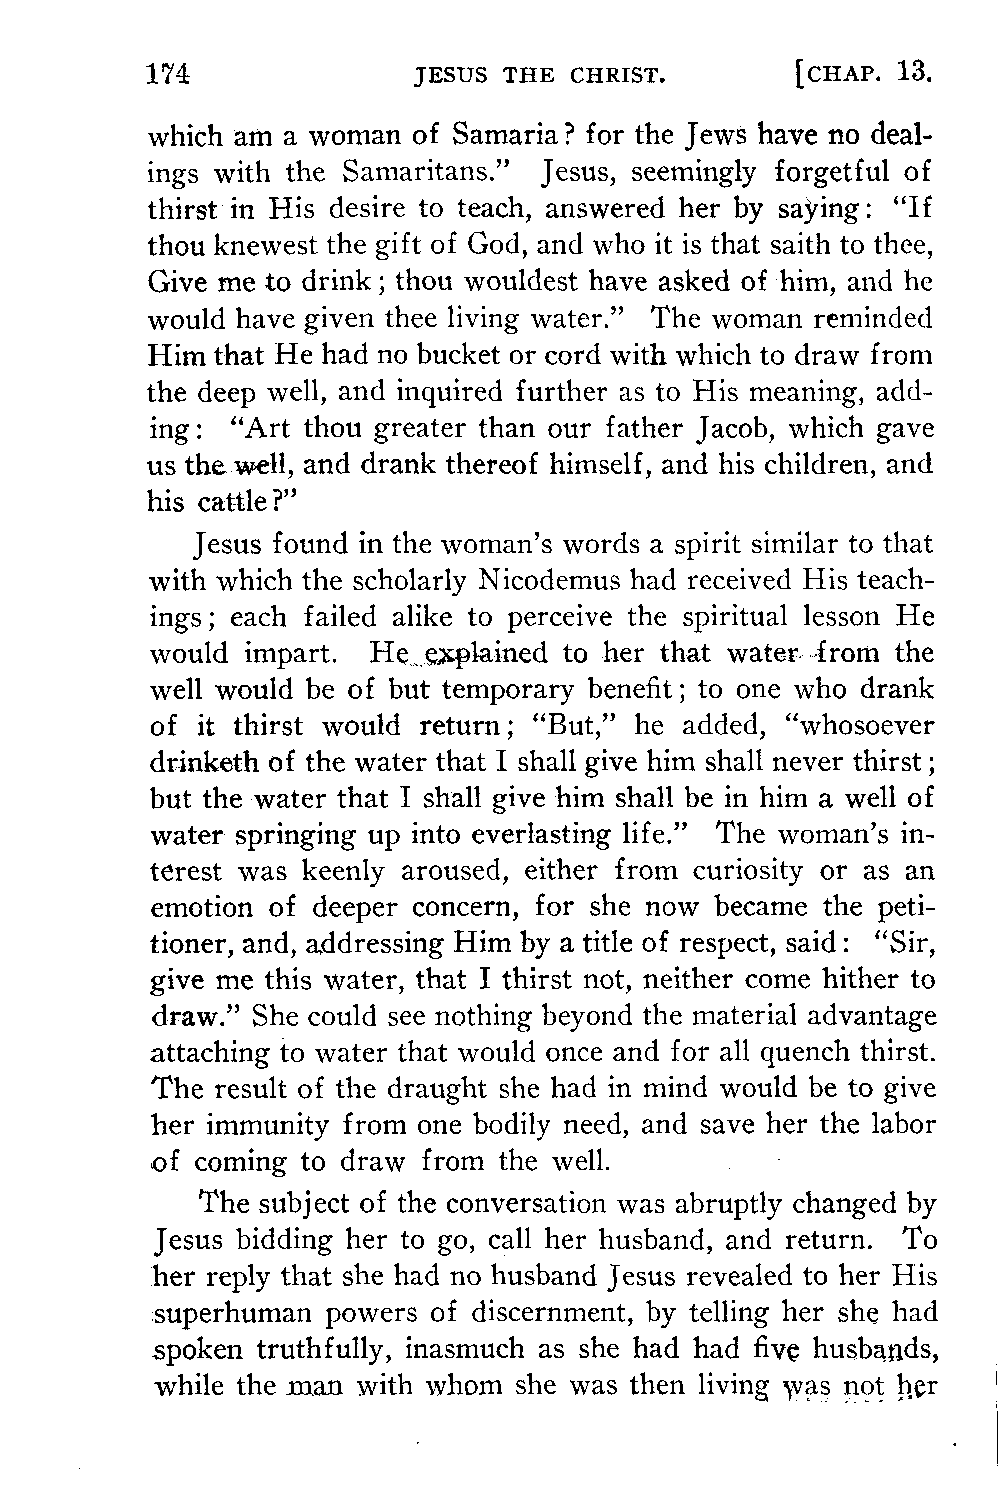 174 JESUS THE CHRIST. [CHAP. 13.
which am a woman of Samaria? for the Jews have no deal-
ings with the Samaritans.” Jesus, seemingly forgetful of
thirst in His desire to teach, answered her by saying: “If
thou knewest the gift of God, and who it is that saith to thee,
Give me to drink; thou wouldest have asked of him, and he
would have given thee living water.” The woman reminded
Him that He had no bucket or cord with which to draw from
the deep well, and inquired further as to His meaning, add-
ing: “Art thou greater than our father Jacob, which gave
us the well, and drank thereof himself, and his children, and
his cattle?”
Jesus found in the woman’s words a spirit similar to that
with which the scholarly Nicodemus had received His teach-
ings; each failed alike to perceive the spiritual lesson He
would impart. He explained to her that water from the
well would be of but temporary benefit; to one who drank
of it thirst would return; “But,” he added, “whosoever
drinketh of the water that I shall give him shall never thirst;
but the water that I shall give him shall be in him a well of
water springing up into everlasting life.” The woman’s in-
terest was keenly aroused, either from curiosity or as an
emotion of deeper concern, for she now became the peti-
tioner, and, addressing Him by a title of respect, said: “Sir,
give me this water, that I thirst not, neither come hither to
draw.” She could see nothing beyond the material advantage
attaching to water that would once and for all quench thirst.
The result of the draught she had in mind would be to give
her immunity from one bodily need, and save her the labor
of coming to draw from the well.
The subject of the conversation was abruptly changed by
Jesus bidding her to go, call her husband, and return. To
her reply that she had no husband Jesus revealed to her His
superhuman powers of discernment, by telling her she had
spoken truthfully, inasmuch as she had had five husbands,
while the man with whom she was then living was not her